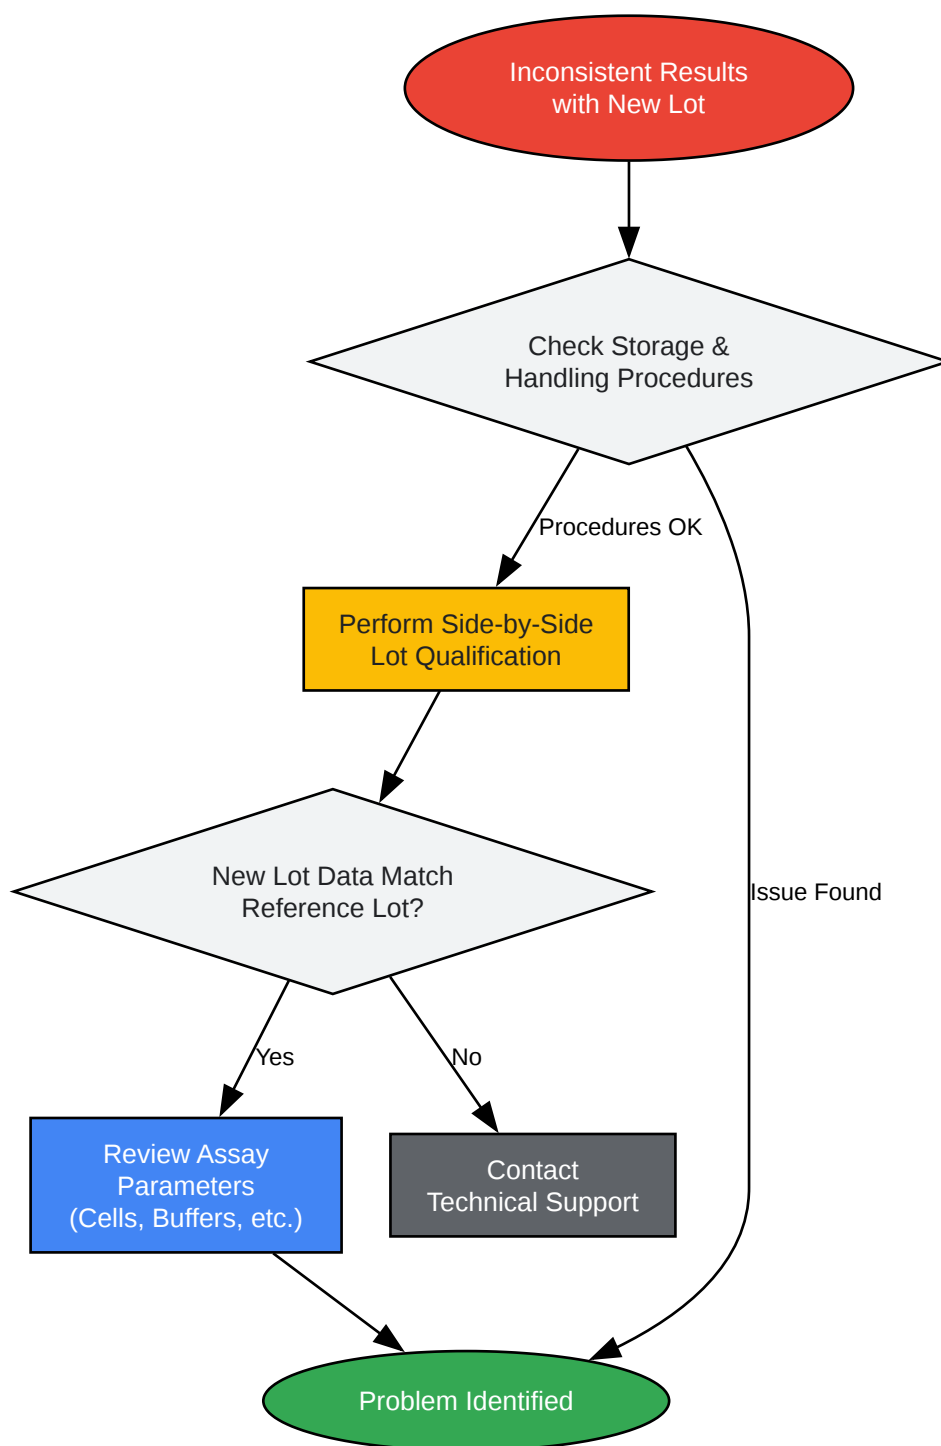 Inconsistent Results
with New Lot
Check Storage &
Handling Procedures
Procedures OK
Perform Side-by-Side
Lot Qualification
New Lot Data Match
Reference Lot?
Issue Found
Yes
No
Review Assay
Parameters
(Cells, Buffers, etc.)
Contact
Technical Support
Problem Identified